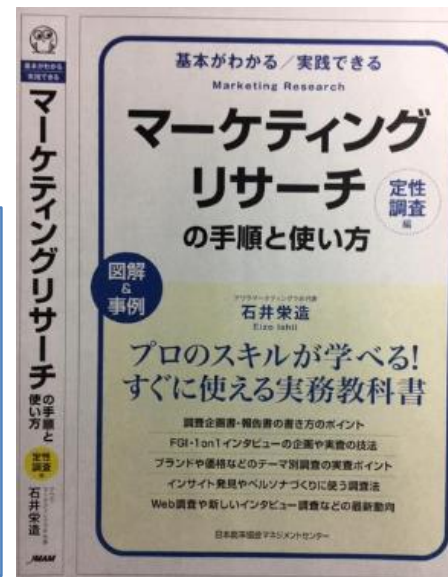 基本がわかる
実践できる
マーケティングリサーチ
の手順と
使い方
定性
調査
編
石井栄造
JMAM
基本がわかる/実践できる
Marketing Research
マーケティング
リサーチ
定性
調査
編
の手順と使い方
図解
&
事例
石井栄造
Eizo Ishii
プロのスキルが学べる!
すぐに使える実務教科書
調査企画書・報告書の書き方のポイント
FGI・1on1インタビューの企画や実査の技法
ブランドや価格などのテーマ別調査の実査ポイント
インサイト発見やペルソナづくりに使う調査法
Web調査や新しいインタビュー調査などの最新動向
日本能率協会マネジメントセンター